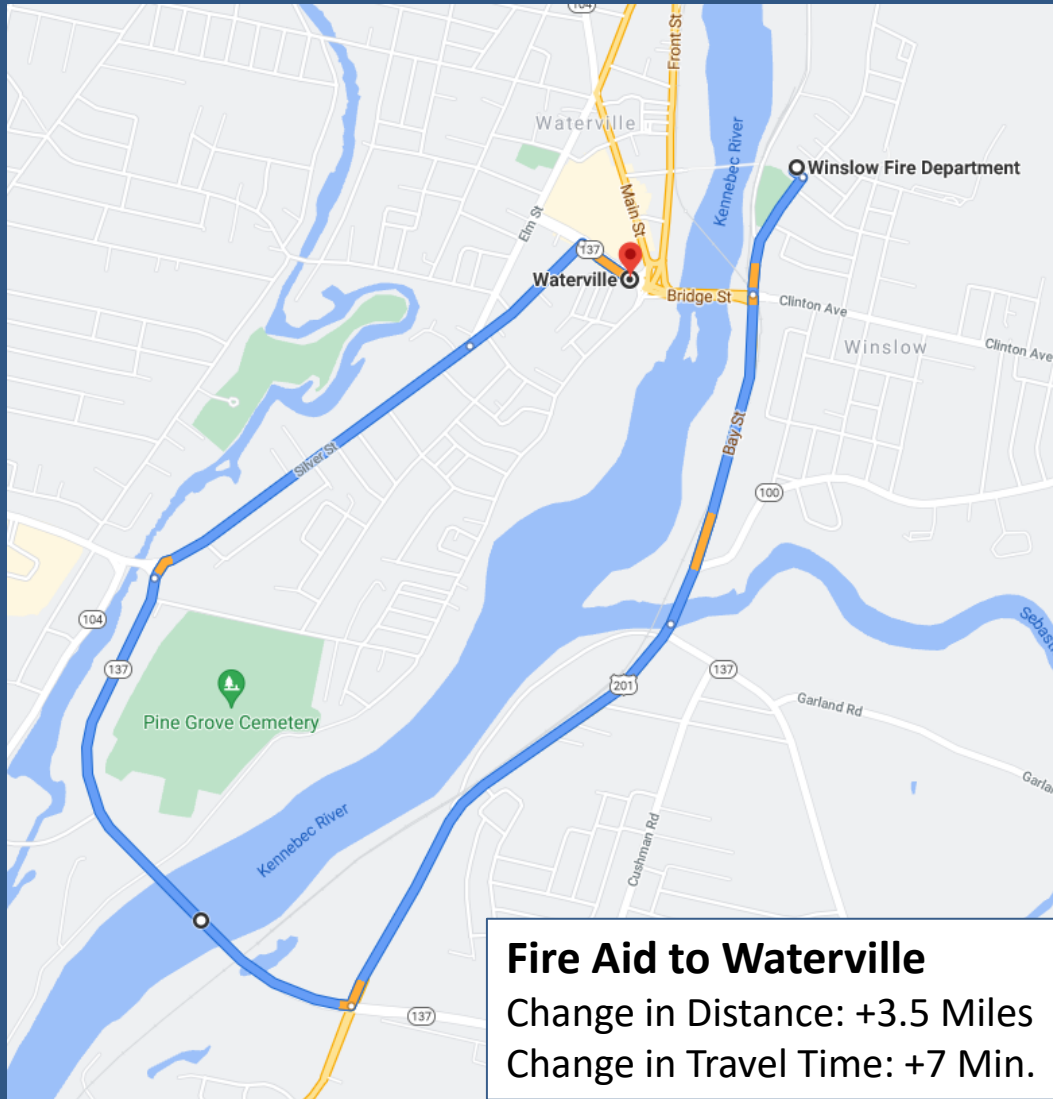 104
Front St
Waterville
Kennebec River
Winslow Fire Department
Main St
Elm St
137
Waterville
Bridge St
Clinton Ave
Winslow
Clinton Ave
Bay St
Silver St
100
104
137
201
137
Pine Grove Cemetery
Garland Rd
Kennebec River
Cushman Rd
137
Fire Aid to Waterville
Change in Distance: +3.5 Miles
Change in Travel Time: +7 Min.